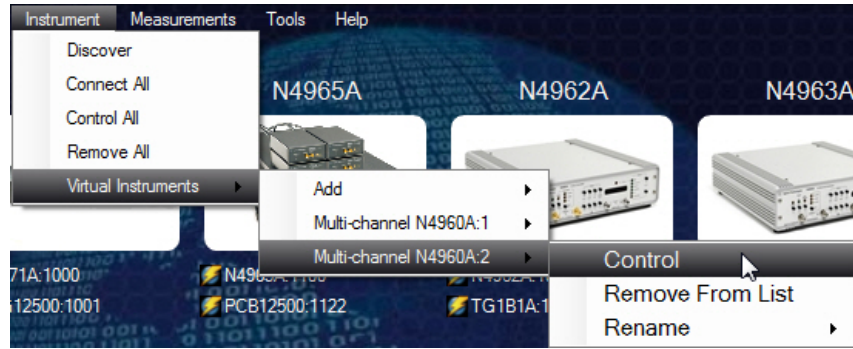 Instrument Measurements Tools Help
Discover
Connect All
Control All
Remove All
Virtual Instruments
N4965A N4962A N4963A
Add
Multi-channel N4960A:1
Multi-channel N4960A:2
Control
Remove From List
Rename
71A:1000
12500:1001 PCB12500:1122 TG1B1A:1